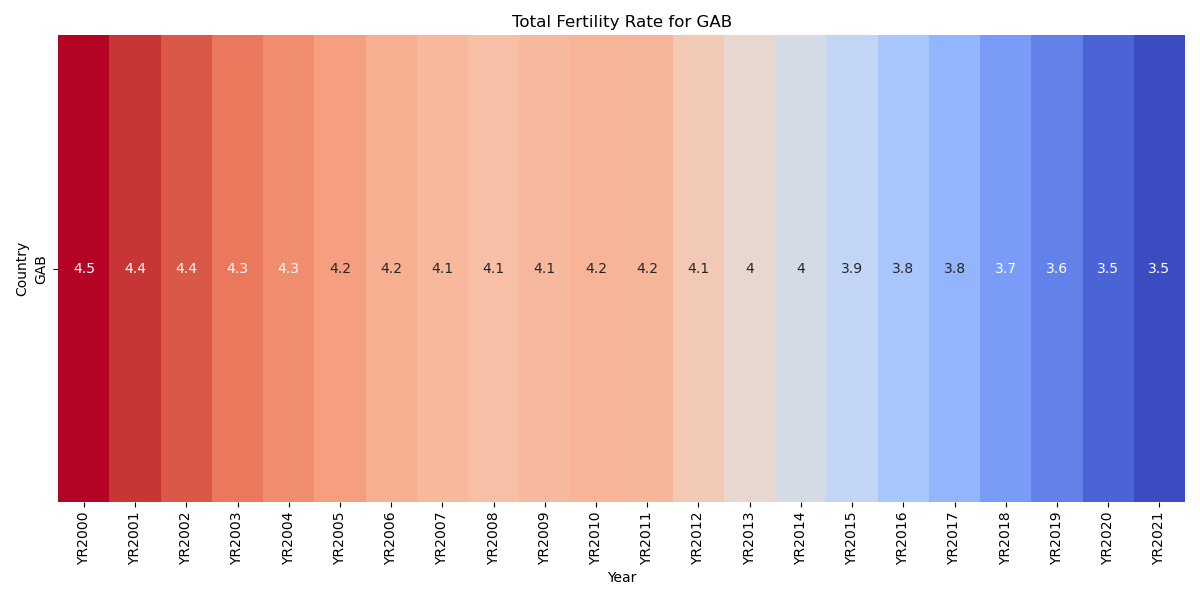 Total Fertility Rate for GAB
Country
GAB
4.5 4.4 4.4 4.3 4.3 4.2 4.2 4.1 4.1 4.1 4.2 4.2 4.1 4 4 3.9 3.8 3.8 3.7 3.6 3.5 3.5
YR2000 YR2001 YR2002 YR2003 YR2004 YR2005 YR2006 YR2007 YR2008 YR2009 YR2010 YR2011 YR2012 YR2013 YR2014 YR2015 YR2016 YR2017 YR2018 YR2019 YR2020 YR2021
Year